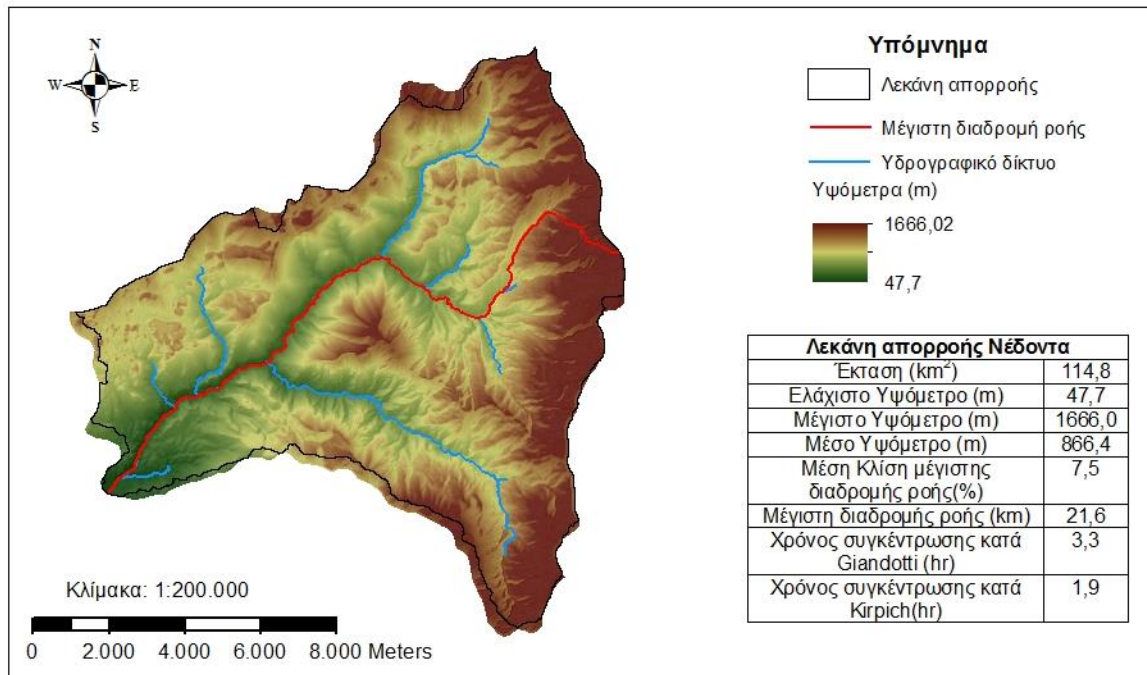 N
W E
S
Υπόμνημα
Λεκάνη απορροής
Μέγιστη διαδρομή ροής
Υδρογραφικό δίκτυο
Υψόμετρα (m)
1666,02
47,7
Λεκάνη απορροής Νέδοντα
Έκταση (km²) 114,8
Ελάχιστο Υψόμετρο (m) 47,7
Μέγιστο Υψόμετρο (m) 1666,0
Μέσο Υψόμετρο (m) 866,4
Μέση Κλίση μέγιστης
διαδρομής ροής(%) 7,5
Μέγιστη διαδρομής ροής (km) 21,6
Χρόνος συγκέντρωσης κατά
Giandotti (hr) 3,3
Χρόνος συγκέντρωσης κατά
Kirpich(hr) 1,9
Κλίμακα: 1:200.000
0 2.000 4.000 6.000 8.000 Meters